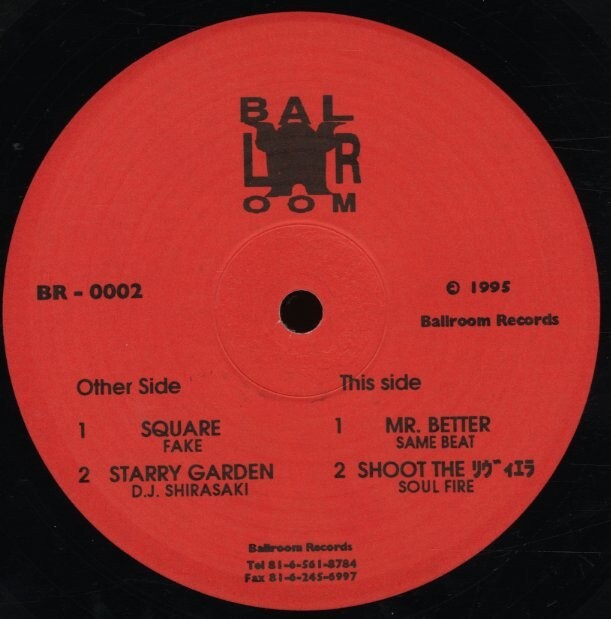 BAL
L R
OOM
BR - 0002
© 1995
Ballroom Records
Other Side
1 SQUARE
FAKE
2 STARRY GARDEN
D.J. SHIRASAKI
This side
1 MR. BETTER
SAME BEAT
2 SHOOT THE リヴィエラ
SOUL FIRE
Ballroom Records
Tel 81-6-561-8784
Fax 81-6-245-6997